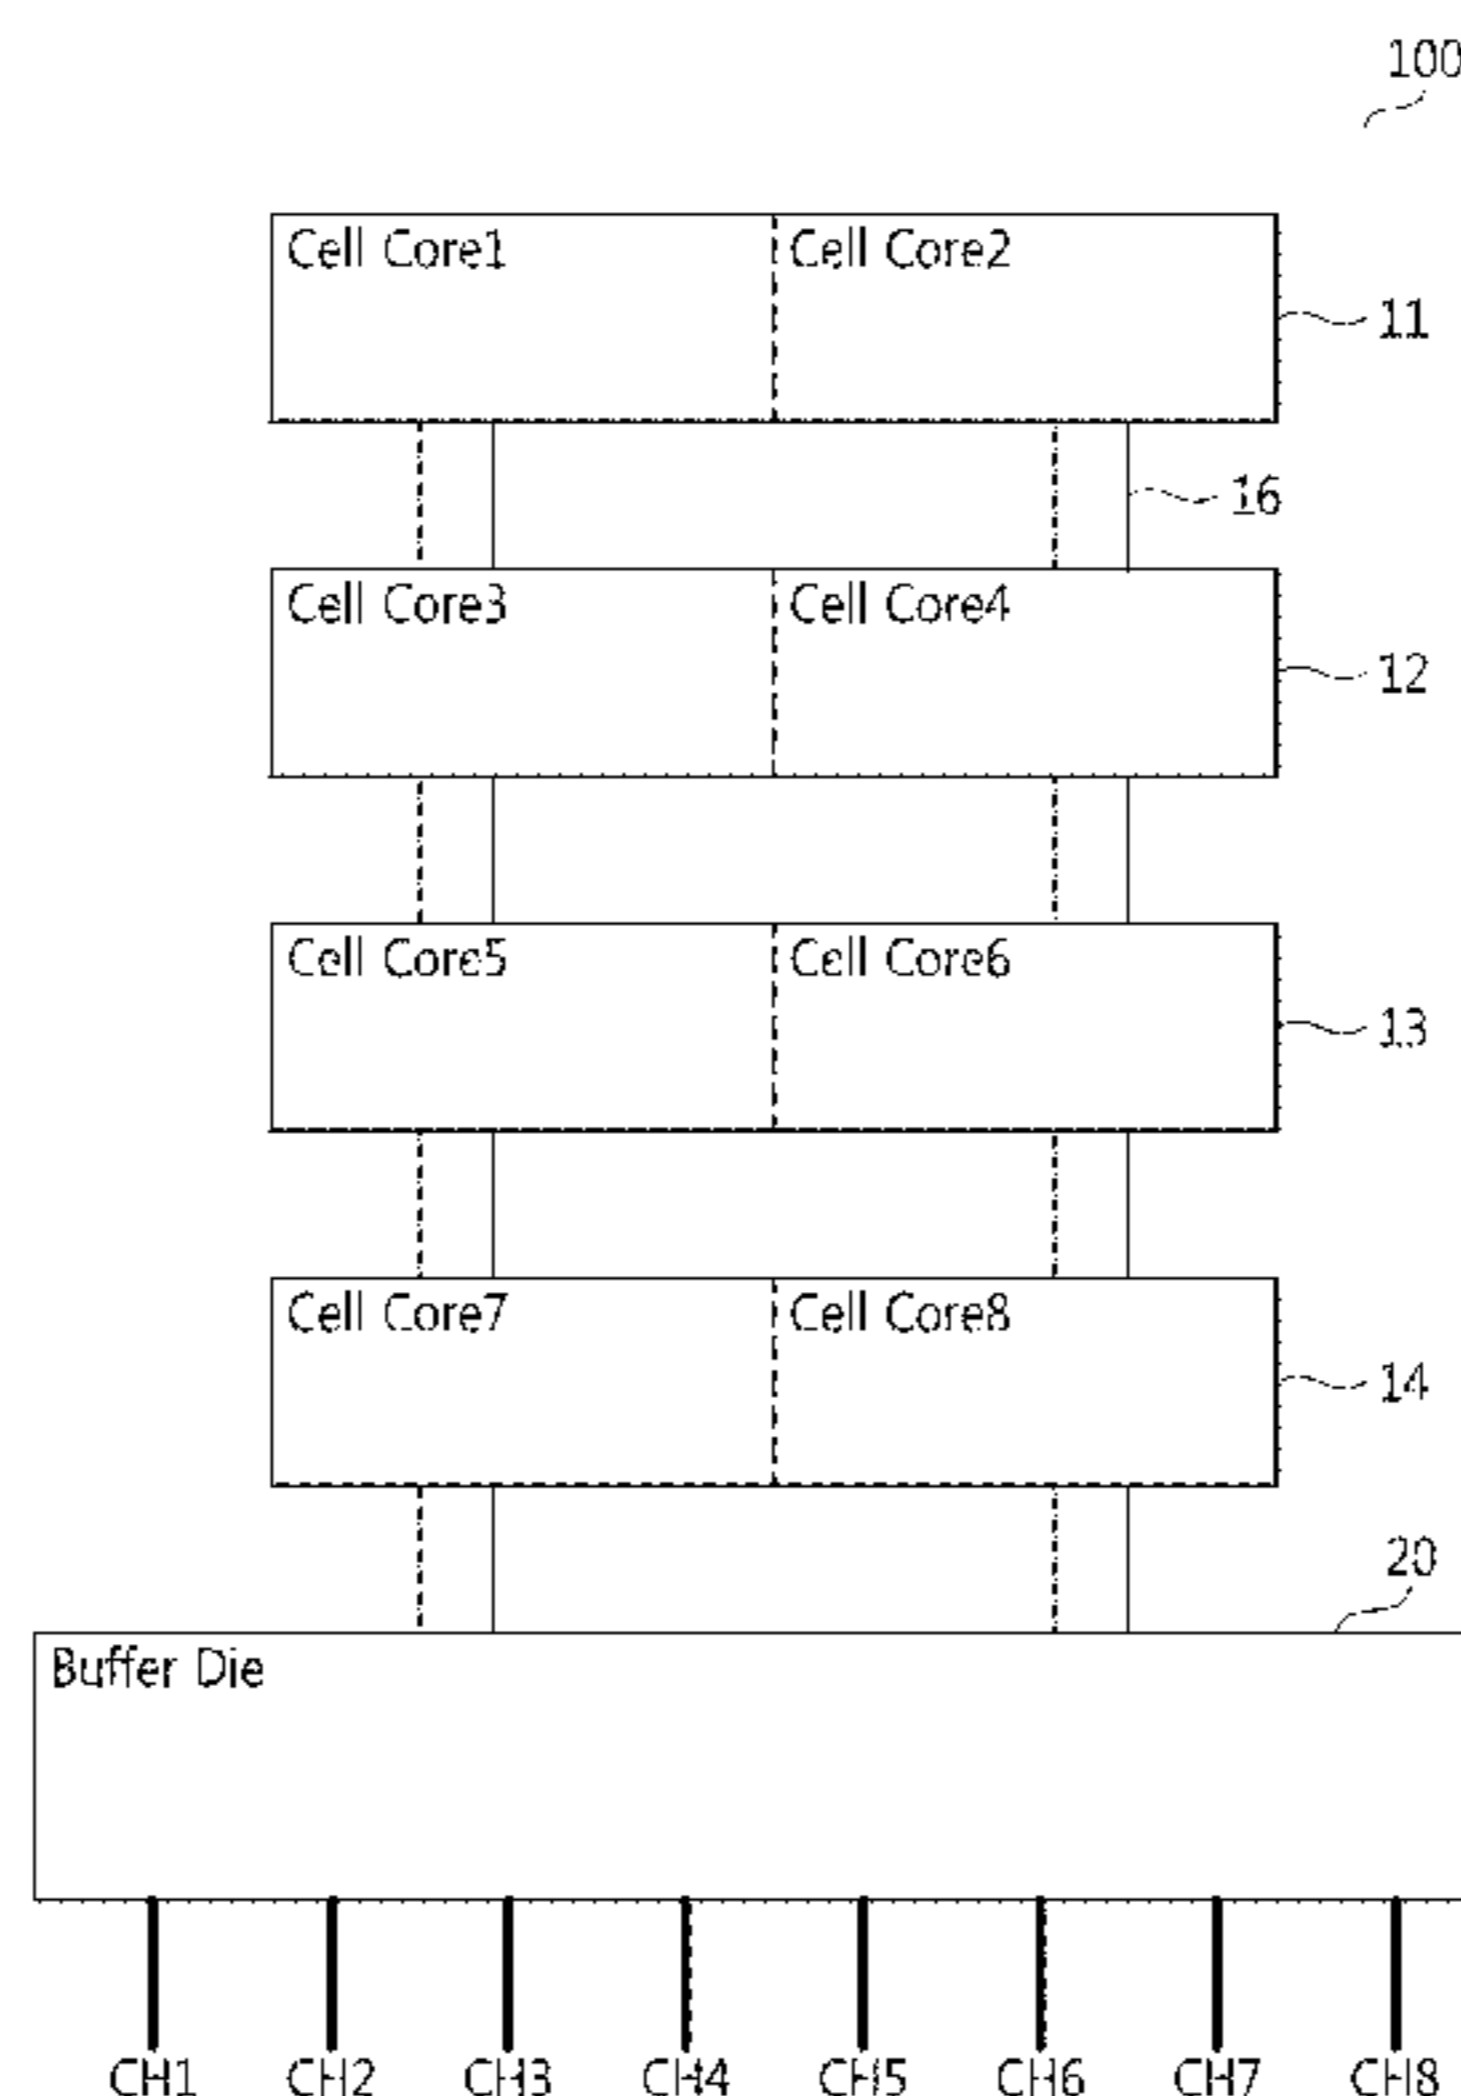 100
Cell Core1 Cell Core2
11
16
Cell Core3 Cell Core4
12
Cell Core5 Cell Core6
13
Cell Core7 Cell Core8
14
20
Buffer Die
CH1 CH2 CH3 CH4 CH5 CH6 CH7 CH8